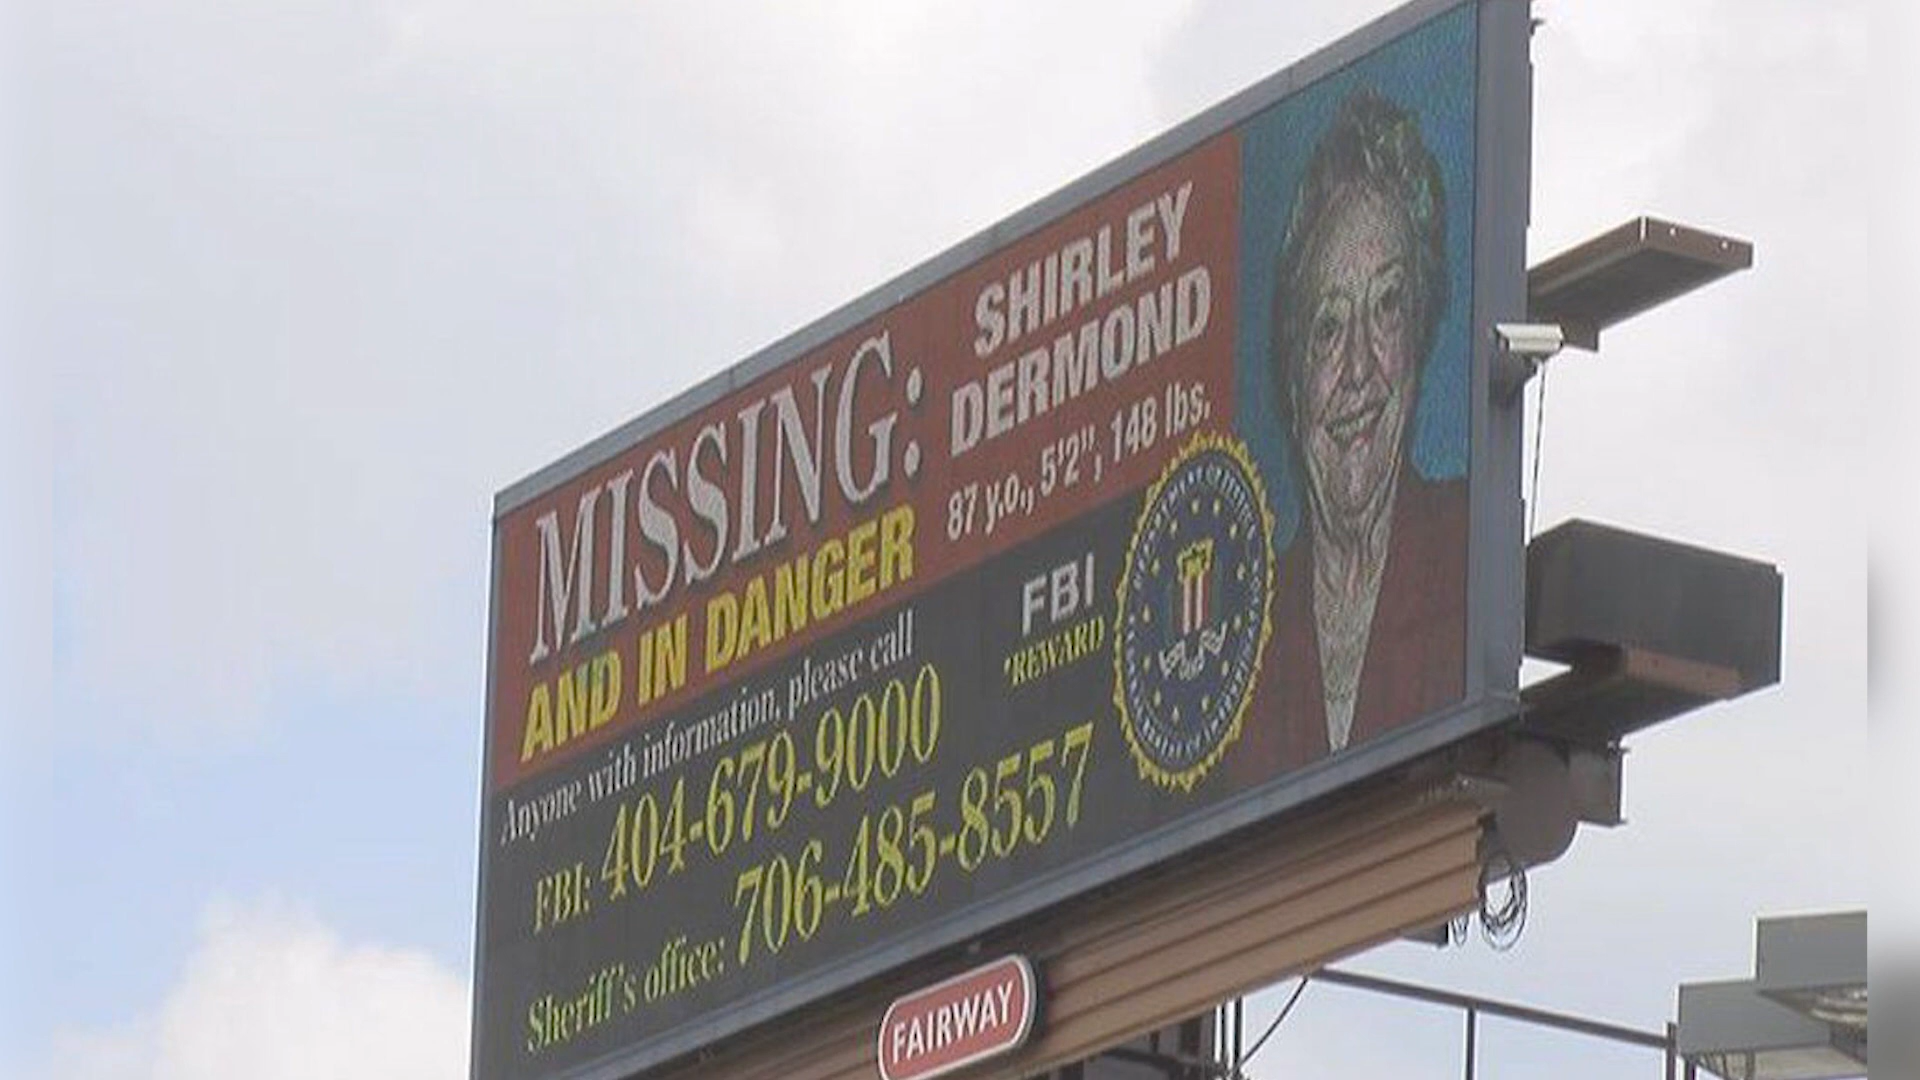 MISSING:
AND IN DANGER
SHIRLEY
DERMOND
87 y.o., 5'2", 148 lbs.
Anyone with information, please call
FBI: 404-679-9000
Sheriff's office: 706-485-8557
FBI
*REWARD
FAIRWAY